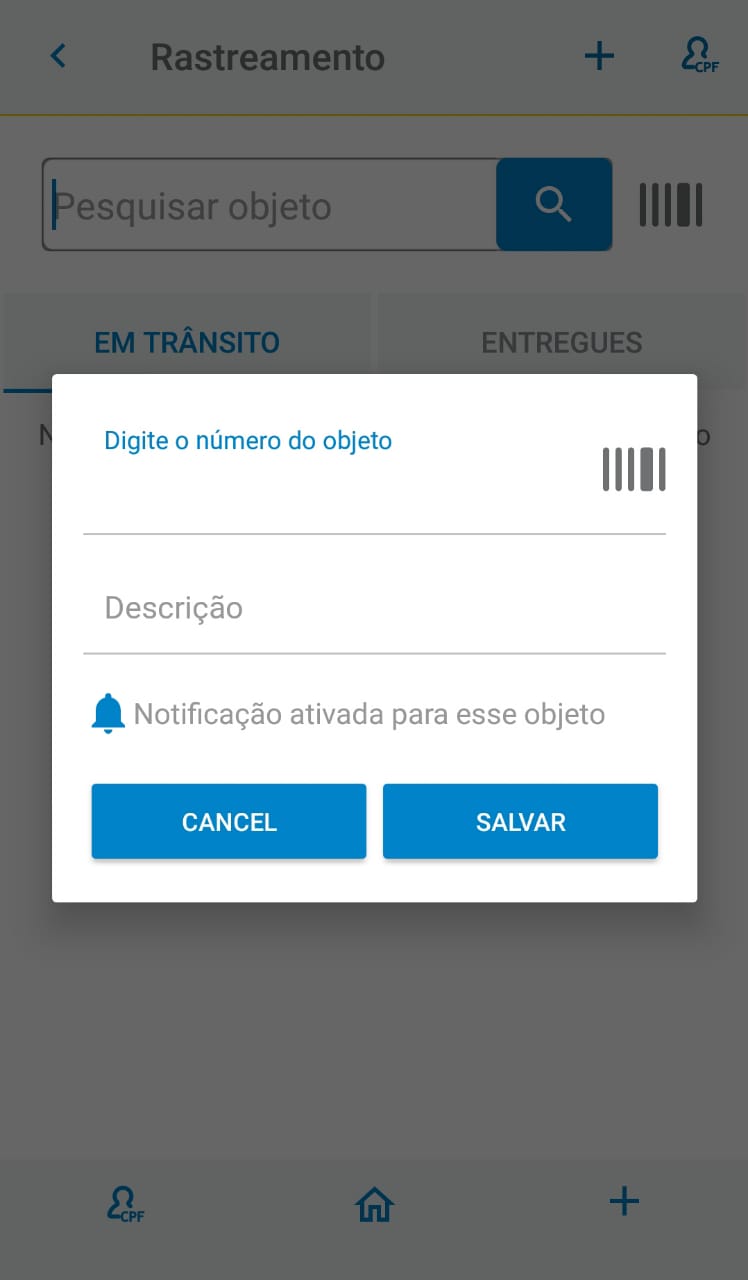 Rastreamento
CPF
Pesquisar objeto
EM TRÂNSITO
ENTREGUES
Digite o número do objeto
Descrição
Notificação ativada para esse objeto
CANCEL
SALVAR
CPF